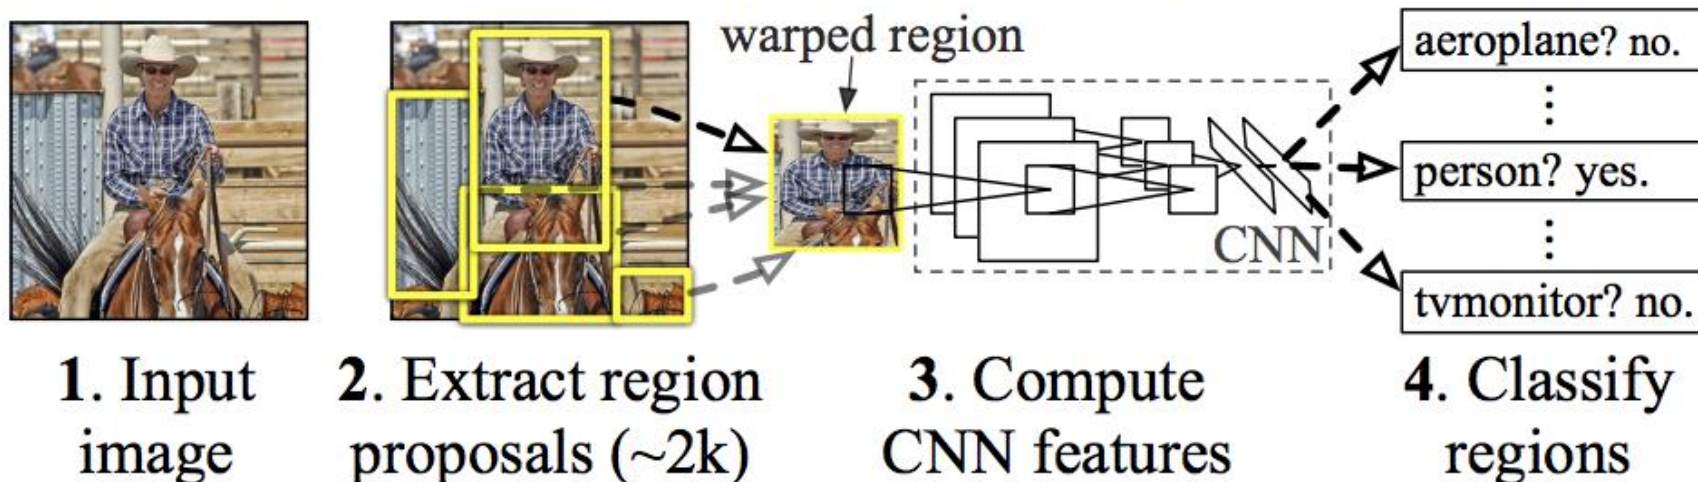 warped region
aeroplane? no.
person? yes.
CNN
tvmonitor? no.
1. Input
image
2. Extract region
proposals (~2k)
3. Compute
CNN features
4. Classify
regions